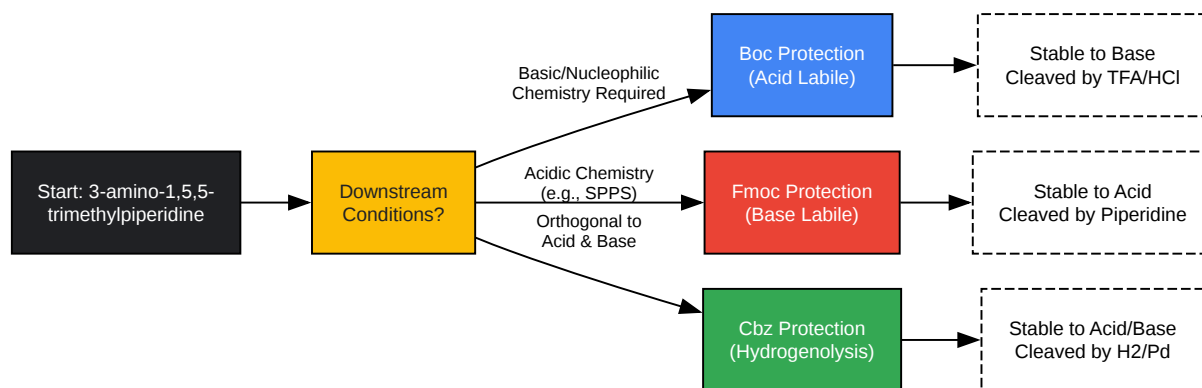 Start: 3-amino-1,5,5-
trimethylpiperidine
Downstream
Conditions?
Basic/Nucleophilic
Chemistry Required
Boc Protection
(Acid Labile)
Stable to Base
Cleaved by TFA/HCl
Acidic Chemistry
(e.g., SPPS)
Fmoc Protection
(Base Labile)
Stable to Acid
Cleaved by Piperidine
Orthogonal to
Acid & Base
Cbz Protection
(Hydrogenolysis)
Stable to Acid/Base
Cleaved by H2/Pd